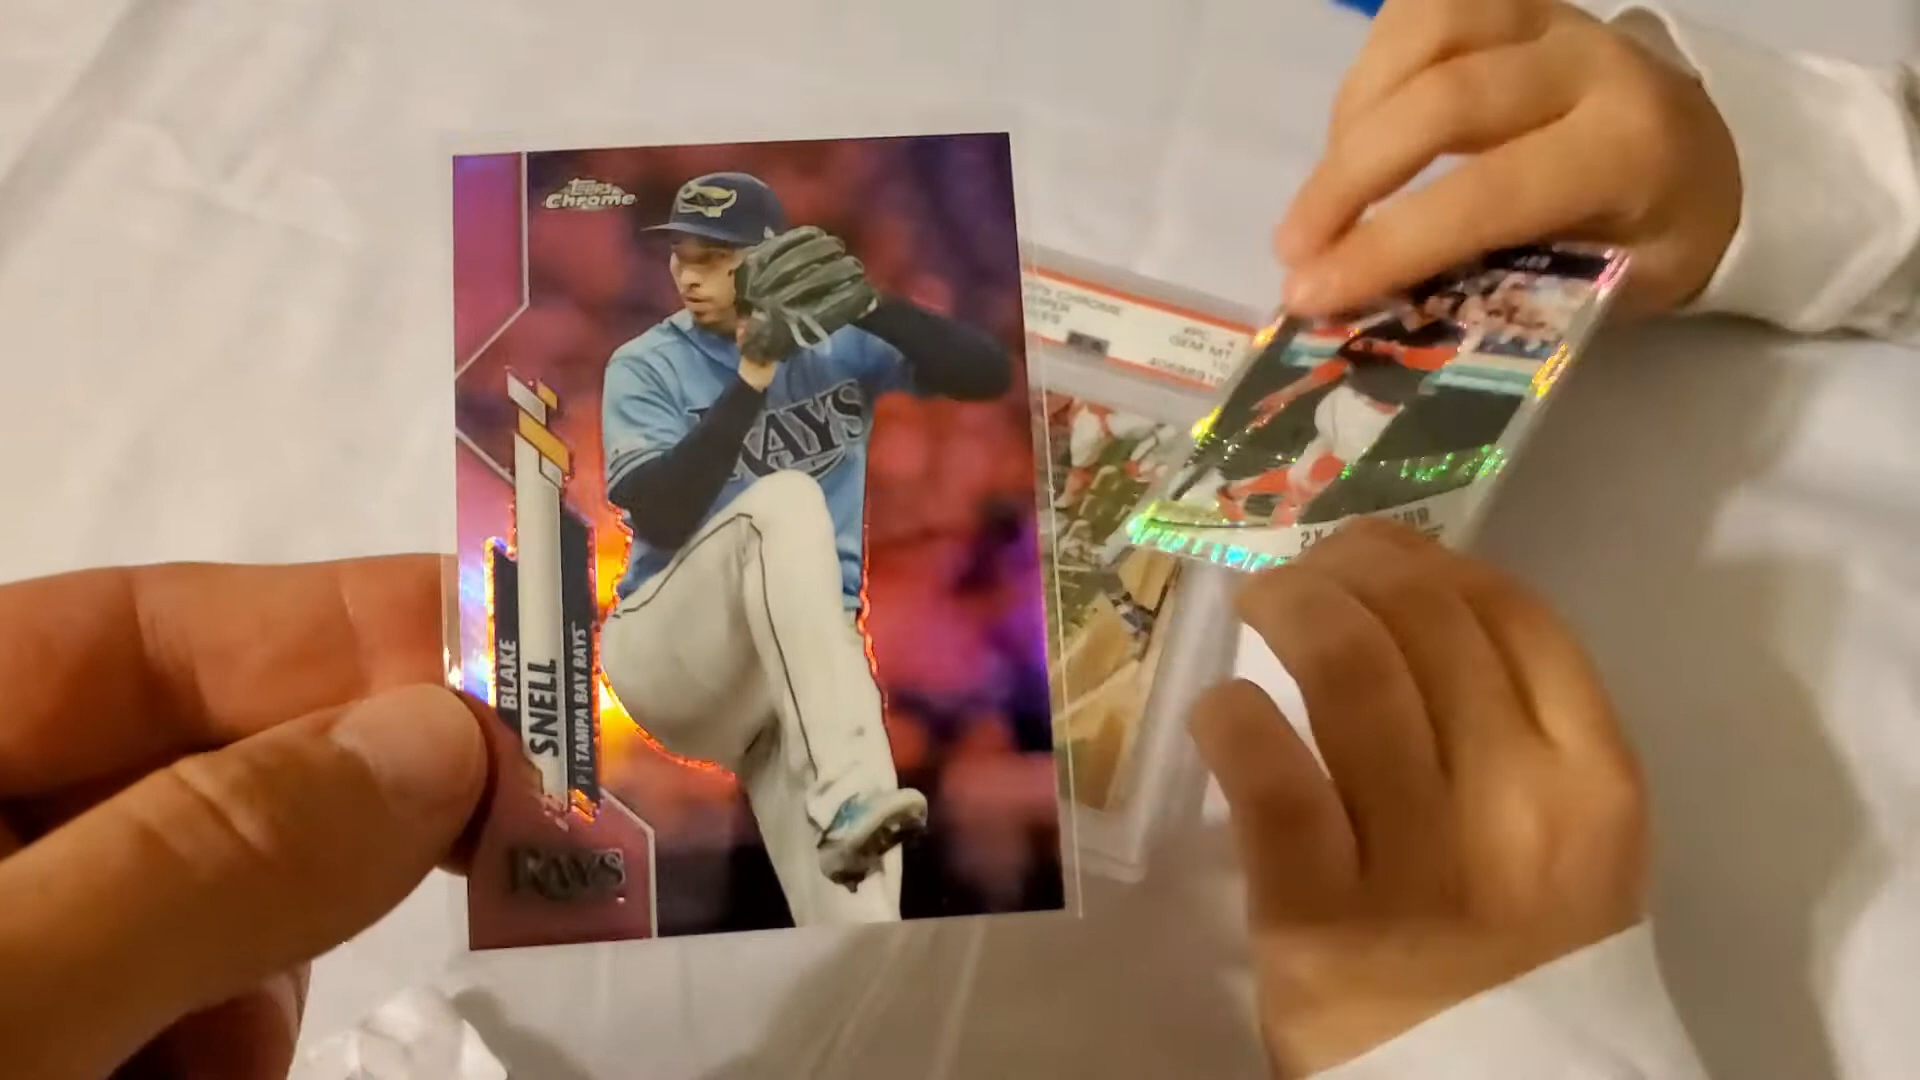 Topps
Chrome
RAYS
BLAKE
SNELL
P | TAMPA BAY RAYS
RAYS
CHROME
GEM MT
10